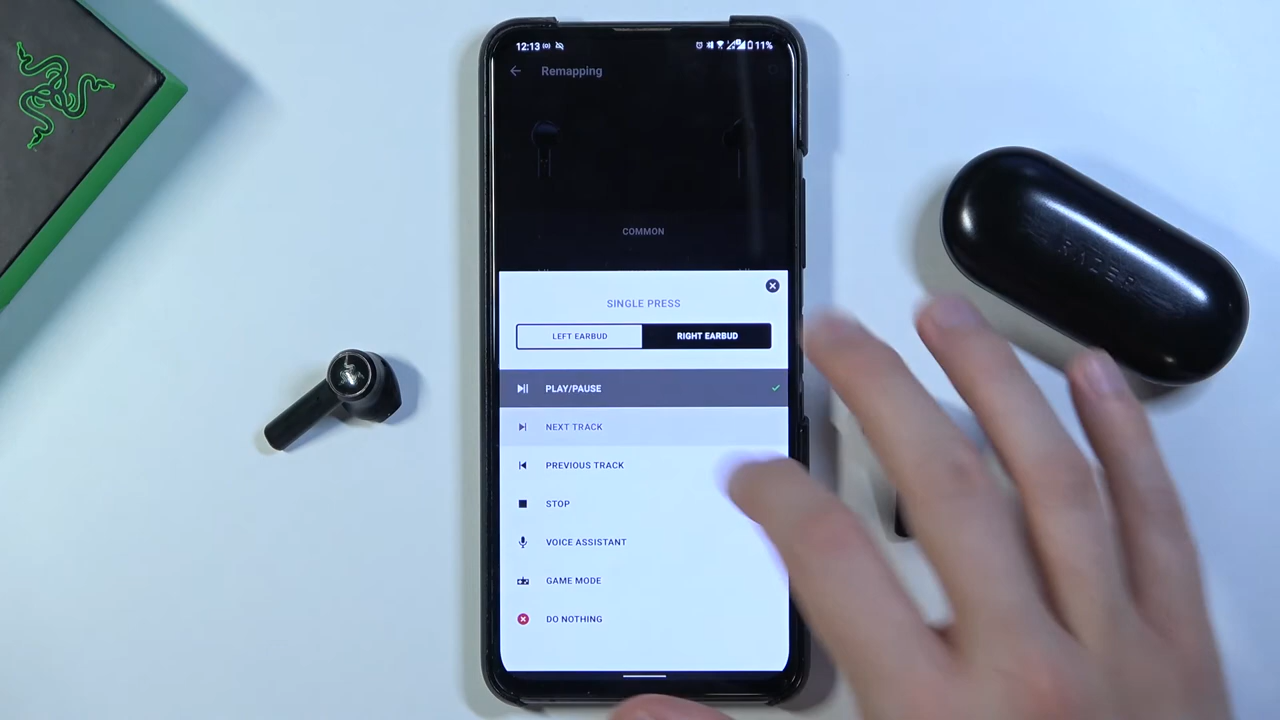 12:13
11%
Remapping
COMMON
SINGLE PRESS
LEFT EARBUD
RIGHT EARBUD
PLAY/PAUSE
NEXT TRACK
PREVIOUS TRACK
STOP
VOICE ASSISTANT
GAME MODE
DO NOTHING
RAZER